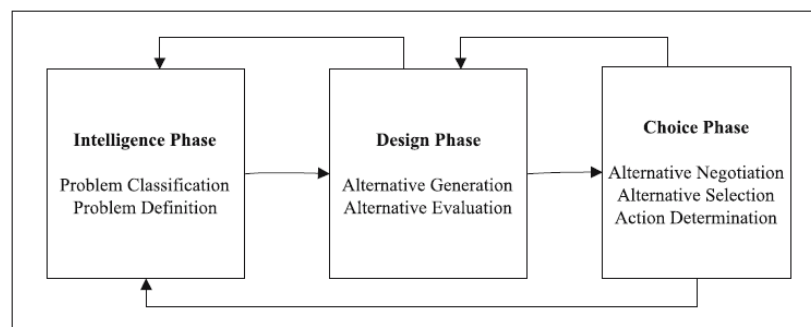 Intelligence Phase
Problem Classification
Problem Definition
Design Phase
Alternative Generation
Alternative Evaluation
Choice Phase
Alternative Negotiation
Alternative Selection
Action Determination